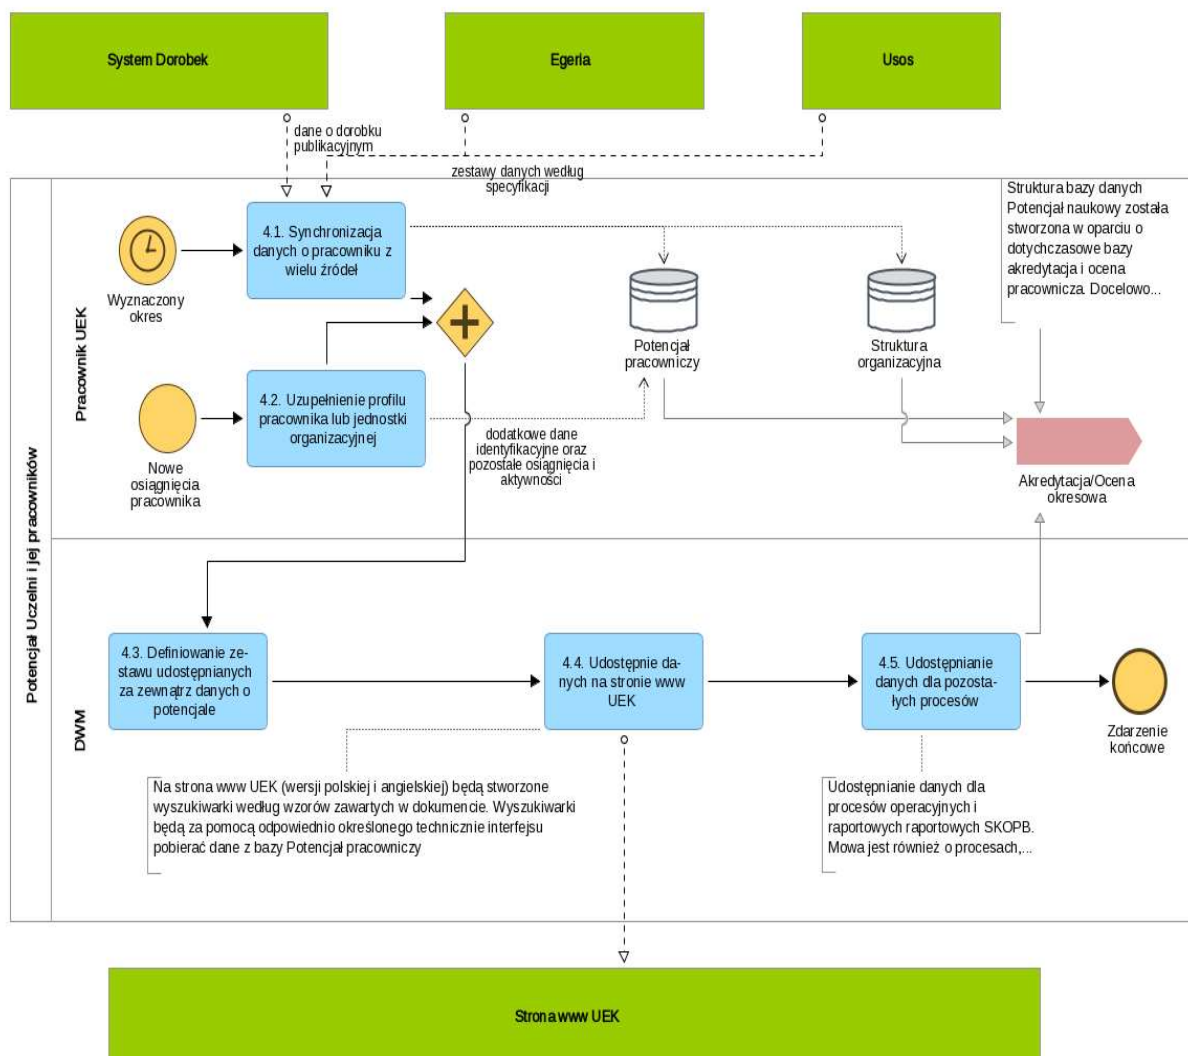 System Dorobek
Egeria
Usos
dane o dorobku
publikacyjnym
zestawy danych według
specyfikacji
Potencjał Uczelni i jej pracowników
Pracownik UEK
Wyznaczony
okres
4.1. Synchronizacja
danych o pracowniku z
wielu źródeł
Potencjał
pracowniczy
Struktura
organizacyjna
Struktura bazy danych
Potencjał naukowy została
stworzona w oparciu o
dotychczasowe bazy
akredytacja i ocena
pracownicza. Docelowo...
Nowe
osiągnięcia
pracownika
4.2. Uzupełnienie profilu
pracownika lub jednostki
organizacyjnej
dodatkowe dane
identyfikacyjne oraz
pozostałe osiągnięcia i
aktywności
Akredytacja/Ocena
okresowa
DWM
4.3. Definiowanie ze-
stawu udostępnianych
za zewnątrz danych o
potencjale
4.4. Udostępnie da-
nych na stronie www
UEK
4.5. Udostępnianie
danych dla pozosta-
łych procesów
Zdarzenie
końcowe
Na strona www UEK (wersji polskiej i angielskiej) będą stworzone
wyszukiwarki według wzorów zawartych w dokumencie. Wyszukiwarki
będą za pomocą odpowiednio określonego technicznie interfejsu
pobierać dane z bazy Potencjał pracowniczy
Udostępnianie danych dla
procesów operacyjnych i
raportowych raportowych SKOPB.
Mowa jest również o procesach,...
Strona www UEK